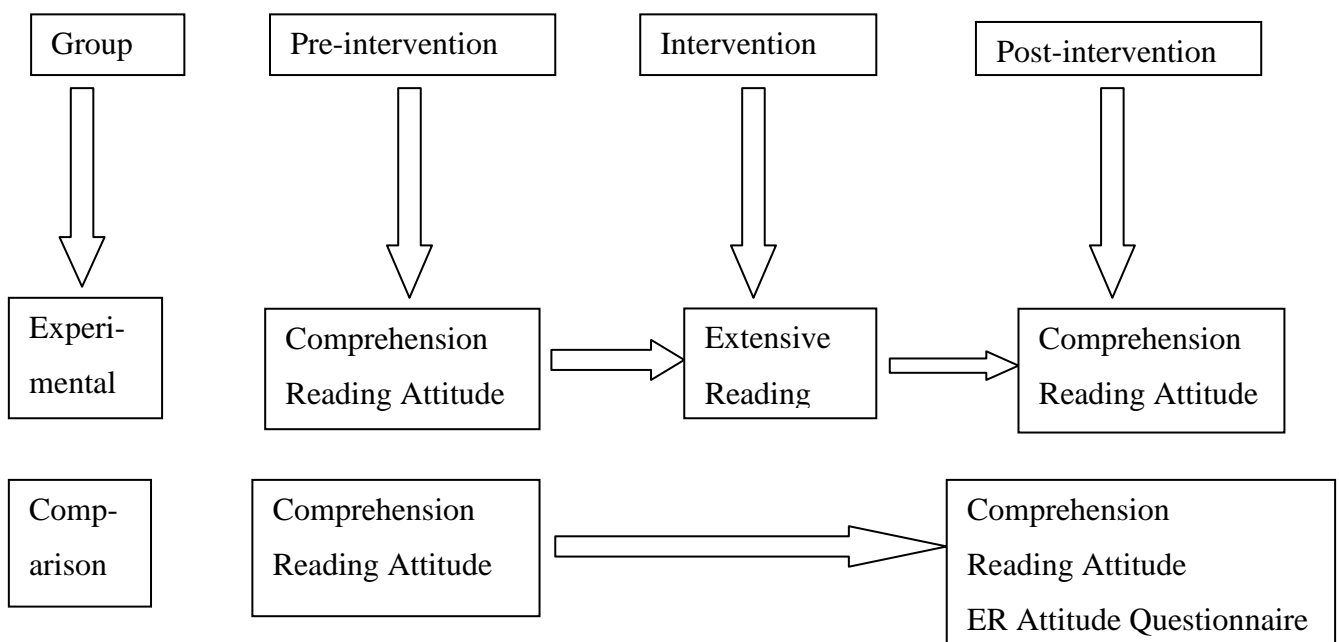 Group
Pre-intervention
Intervention
Post-intervention
Experi-
mental
Comprehension
Reading Attitude
Extensive
Reading
Comprehension
Reading Attitude
Comp-
arison
Comprehension
Reading Attitude
Comprehension
Reading Attitude
ER Attitude Questionnaire